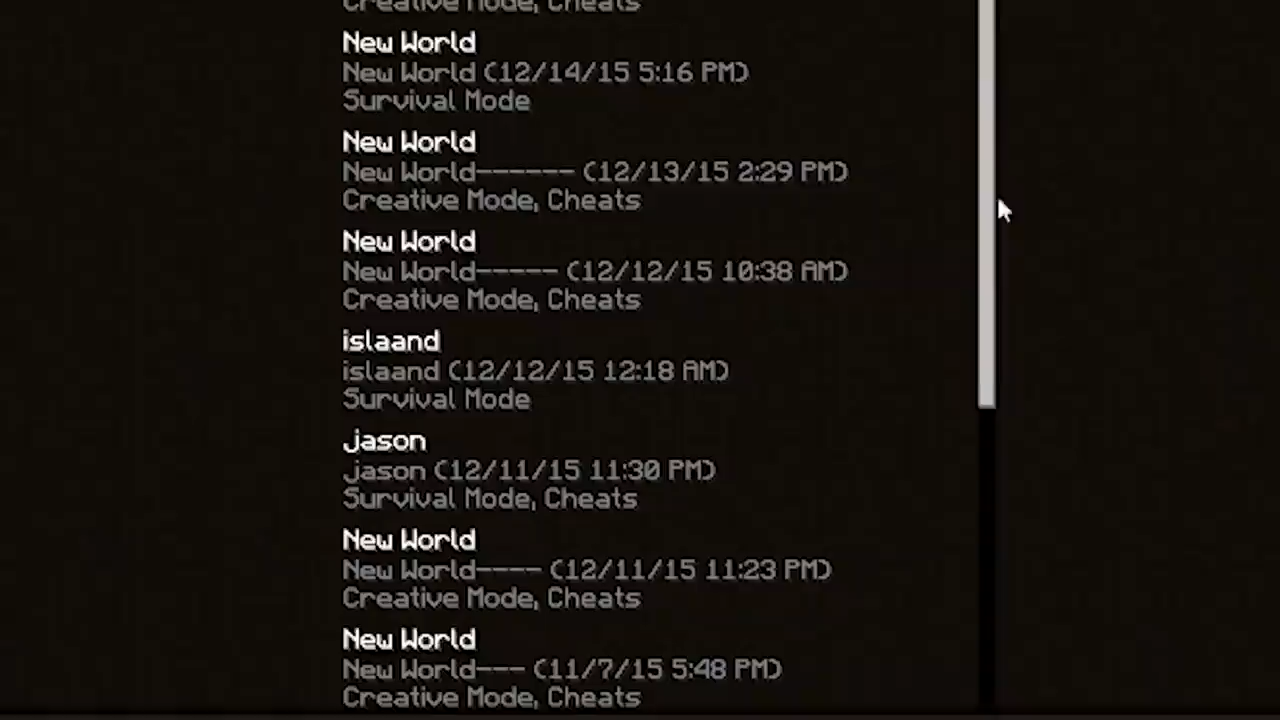 Creative Mode, Cheats
New World
New World (12/14/15 5:16 PM)
Survival Mode
New World
New World------ (12/13/15 2:29 PM)
Creative Mode, Cheats
New World
New World----- (12/12/15 10:38 AM)
Creative Mode, Cheats
islaand
islaand (12/12/15 12:18 AM)
Survival Mode
jason
jason (12/11/15 11:30 PM)
Survival Mode, Cheats
New World
New World---- (12/11/15 11:23 PM)
Creative Mode, Cheats
New World
New World--- (11/7/15 5:48 PM)
Creative Mode, Cheats